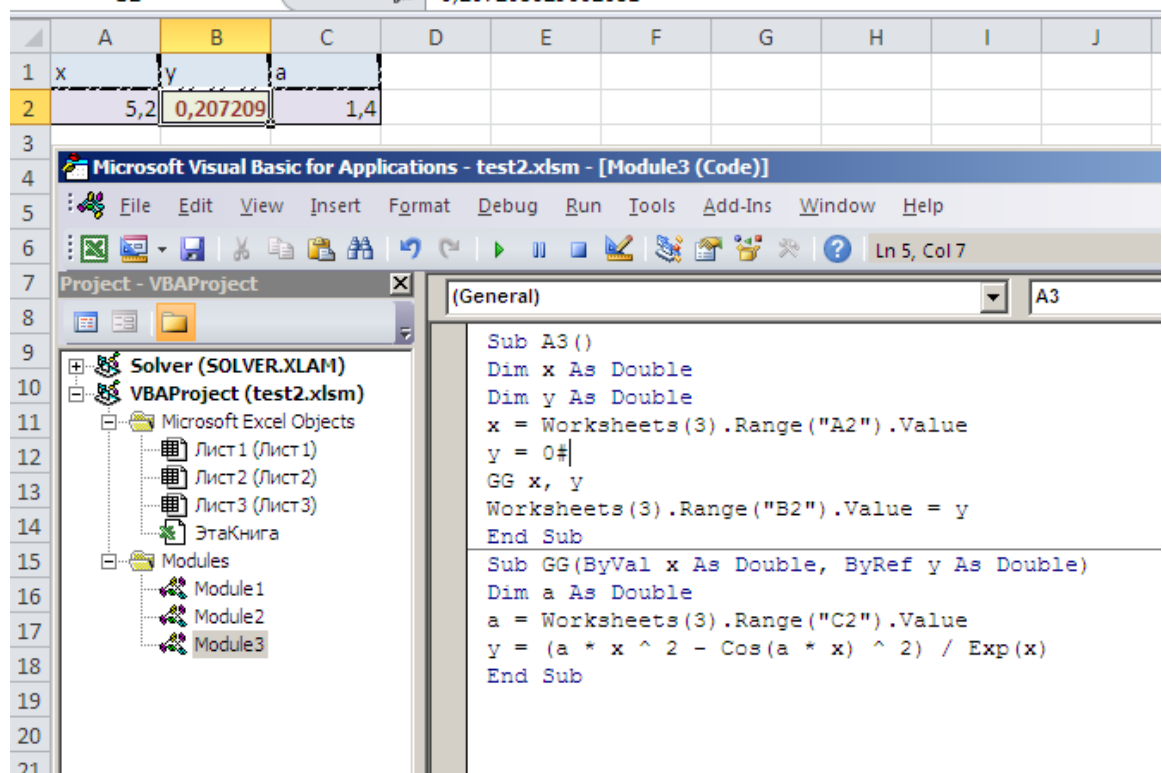 A B C D E F G H I J
1 x y a
2 5,2 0,207209 1,4
3
4 Microsoft Visual Basic for Applications - test2.xlsm - [Module3 (Code)]
5 File Edit View Insert Format Debug Run Tools Add-Ins Window Help
6 Ln 5, Col 7
7 Project - VBAProject
(General) A3
8
9 Solver (SOLVER.XLAM)
10 VBAProject (test2.xlsm)
11 Microsoft Excel Objects
12 Лист1 (Лист1)
Лист2 (Лист2)
13 Лист3 (Лист3)
14 ЭтаКнига
15 Modules
16 Module1
17 Module2
Module3
18
19
20
21
Sub A3()
Dim x As Double
Dim y As Double
x = Worksheets(3).Range("A2").Value
y = 0#
GG x, y
Worksheets(3).Range("B2").Value = y
End Sub
Sub GG(ByVal x As Double, ByRef y As Double)
Dim a As Double
a = Worksheets(3).Range("C2").Value
y = (a * x ^ 2 - Cos(a * x) ^ 2) / Exp(x)
End Sub